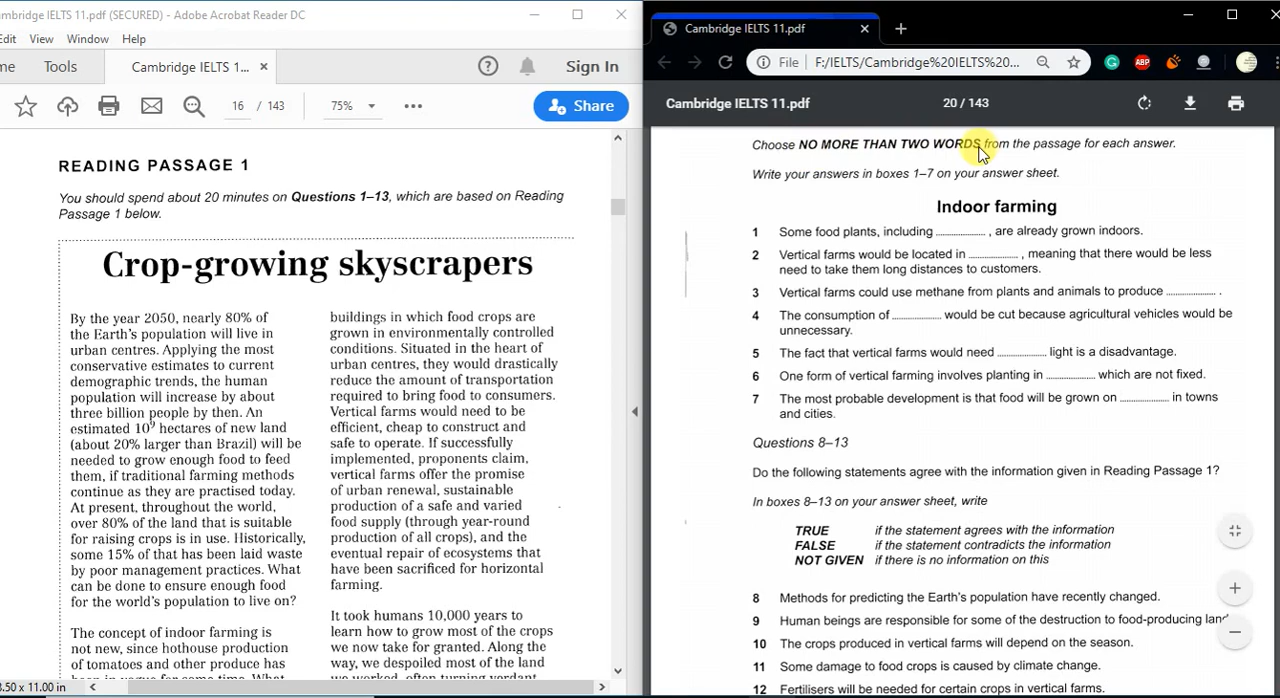 mbridge IELTS 11.pdf (SECURED) - Adobe Acrobat Reader DC
Edit View Window Help
me Tools Cambridge IELTS 1... × Sign In
16 / 143 75% Share
READING PASSAGE 1
You should spend about 20 minutes on Questions 1–13, which are based on Reading
Passage 1 below.
Crop-growing skyscrapers
By the year 2050, nearly 80% of
the Earth's population will live in
urban centres. Applying the most
conservative estimates to current
demographic trends, the human
population will increase by about
three billion people by then. An
estimated 10⁹ hectares of new land
(about 20% larger than Brazil) will be
needed to grow enough food to feed
them, if traditional farming methods
continue as they are practised today.
At present, throughout the world,
over 80% of the land that is suitable
for raising crops is in use. Historically,
some 15% of that has been laid waste
by poor management practices. What
can be done to ensure enough food
for the world's population to live on?
The concept of indoor farming is
not new, since hothouse production
of tomatoes and other produce has
been in vogue for some time. What
buildings in which food crops are
grown in environmentally controlled
conditions. Situated in the heart of
urban centres, they would drastically
reduce the amount of transportation
required to bring food to consumers.
Vertical farms would need to be
efficient, cheap to construct and
safe to operate. If successfully
implemented, proponents claim,
vertical farms offer the promise
of urban renewal, sustainable
production of a safe and varied
food supply (through year-round
production of all crops), and the
eventual repair of ecosystems that
have been sacrificed for horizontal
farming.
It took humans 10,000 years to
learn how to grow most of the crops
we now take for granted. Along the
way, we despoiled most of the land
we worked, often turning verdant
8.50 x 11.00 in
Cambridge IELTS 11.pdf
File F:/IELTS/Cambridge%20IELTS%20...
ABP
Cambridge IELTS 11.pdf 20 / 143
Choose NO MORE THAN TWO WORDS from the passage for each answer.
Write your answers in boxes 1–7 on your answer sheet.
Indoor farming
1 Some food plants, including .................... , are already grown indoors.
2 Vertical farms would be located in .................... , meaning that there would be less
need to take them long distances to customers.
3 Vertical farms could use methane from plants and animals to produce .................... .
4 The consumption of .................... would be cut because agricultural vehicles would be
unnecessary.
5 The fact that vertical farms would need .................... light is a disadvantage.
6 One form of vertical farming involves planting in .................... which are not fixed.
7 The most probable development is that food will be grown on .................... in towns
and cities.
Questions 8–13
Do the following statements agree with the information given in Reading Passage 1?
In boxes 8–13 on your answer sheet, write
TRUE if the statement agrees with the information
FALSE if the statement contradicts the information
NOT GIVEN if there is no information on this
8 Methods for predicting the Earth's population have recently changed.
9 Human beings are responsible for some of the destruction to food-producing land.
10 The crops produced in vertical farms will depend on the season.
11 Some damage to food crops is caused by climate change.
12 Fertilisers will be needed for certain crops in vertical farms.